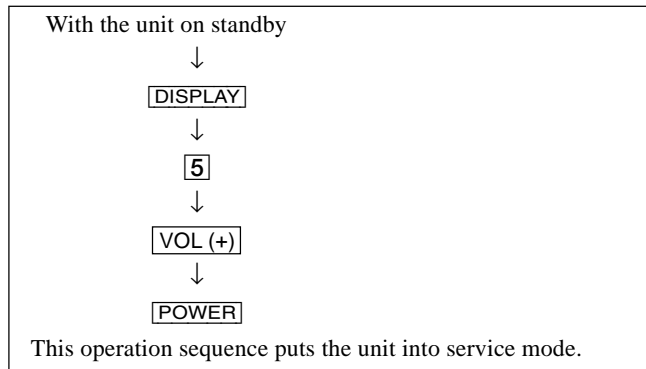 With the unit on standby
↓
DISPLAY
↓
5
↓
VOL (+)
↓
POWER
This operation sequence puts the unit into service mode.